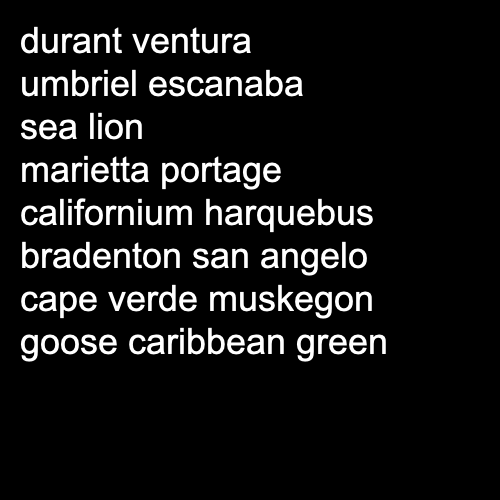 durant ventura
umbriel escanaba
sea lion
marietta portage
californium harquebus
bradenton san angelo
cape verde muskegon
goose caribbean green